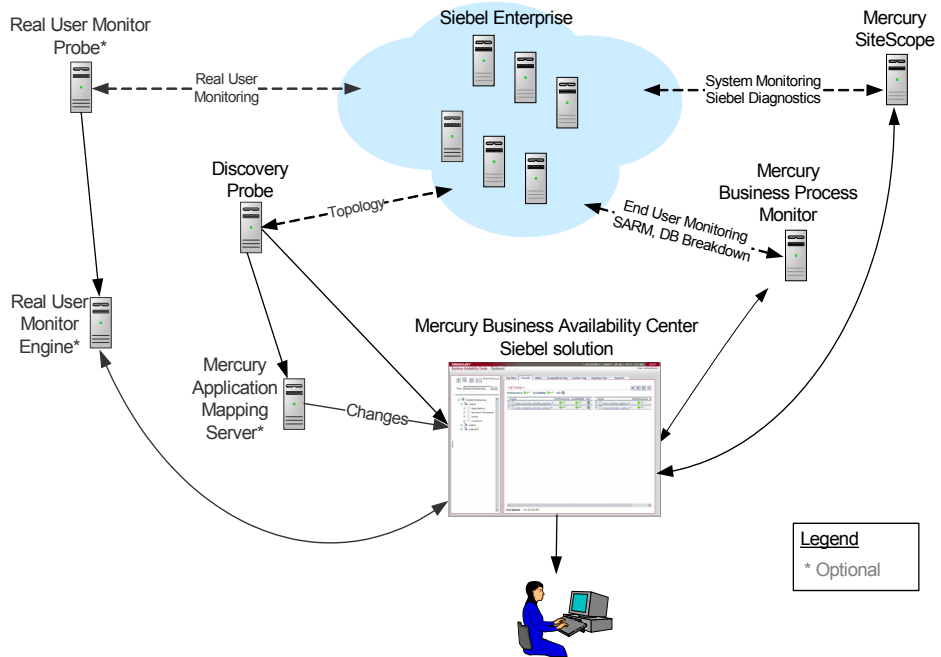 Real User Monitor
Probe*
Siebel Enterprise
Mercury
SiteScope
Real User
Monitoring
System Monitoring
Siebel Diagnostics
Discovery
Probe
Topology
Mercury
Business Process
Monitor
End User Monitoring
SARM, DB Breakdown
Real User
Monitor
Engine*
Mercury
Application
Mapping
Server*
Changes
Mercury Business Availability Center
Siebel solution
MERCURY
Legend
* Optional